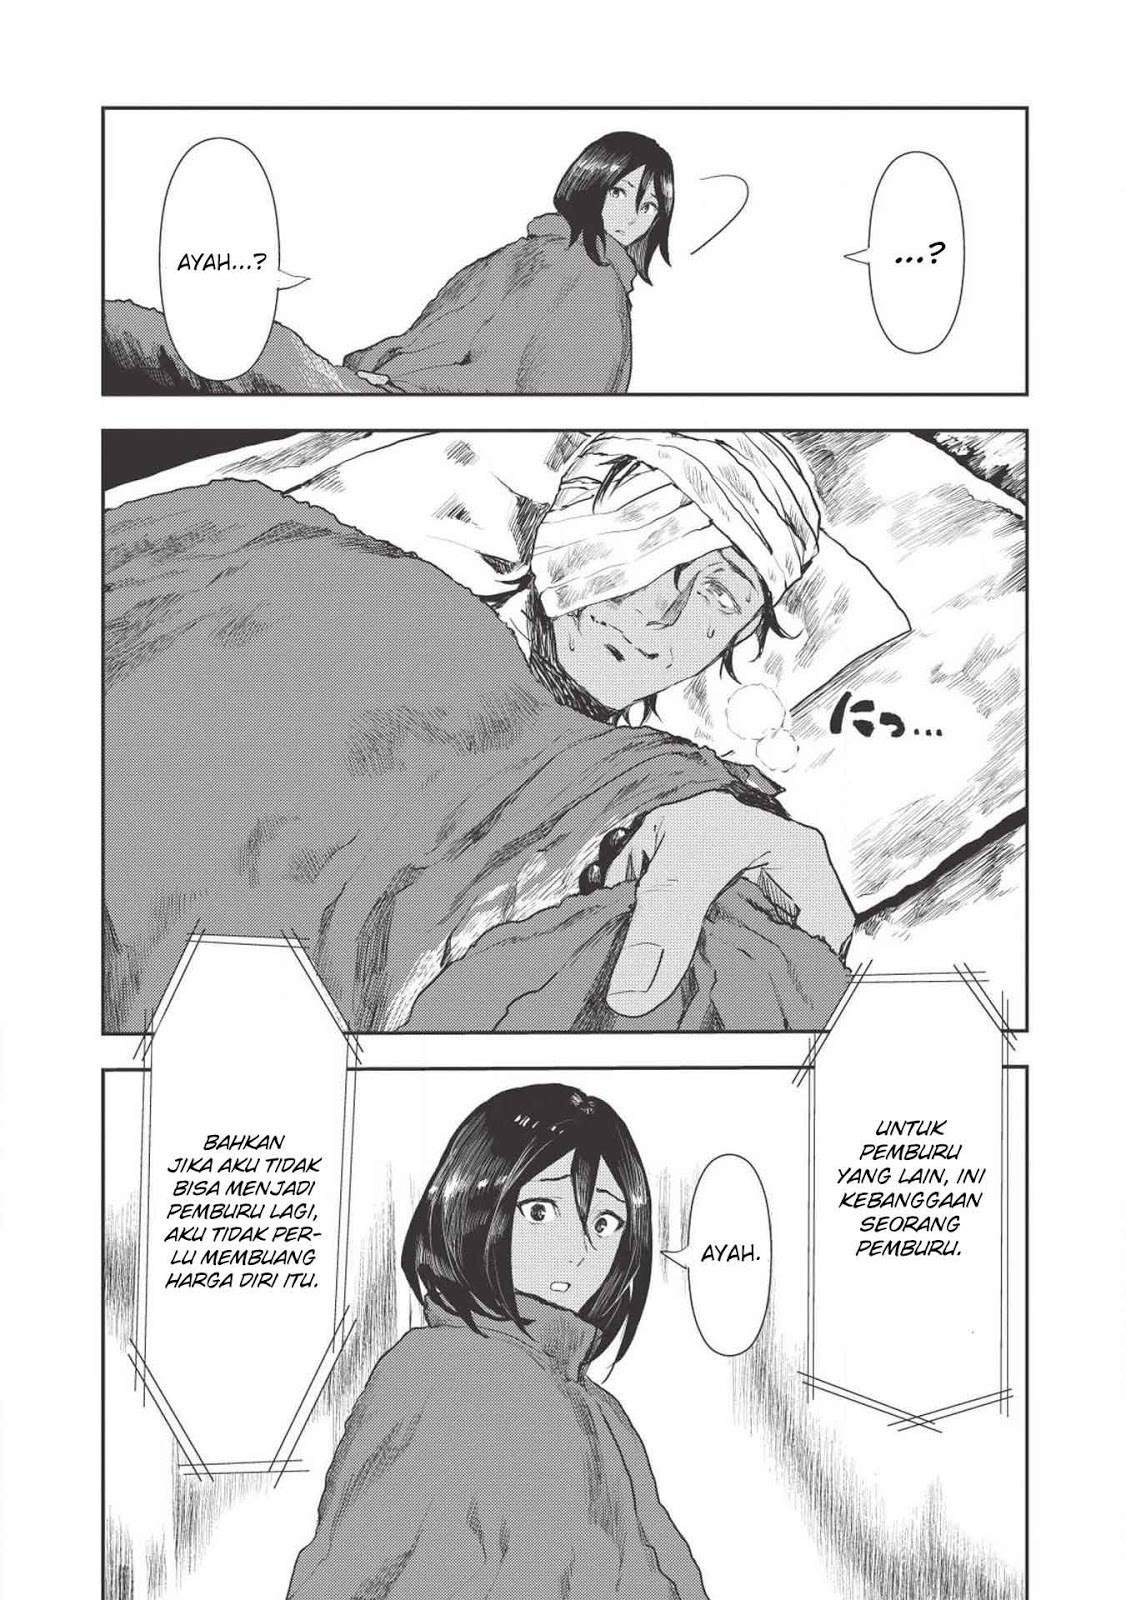 ...?
AYAH...?
にっ...
UNTUK
PEMBURU
YANG LAIN, INI
KEBANGGAAN
SEORANG
PEMBURU.
AYAH.
BAHKAN
JIKA AKU TIDAK
BISA MENJADI
PEMBURU LAGI,
AKU TIDAK PER-
LU MEMBUANG
HARGA DIRI ITU.